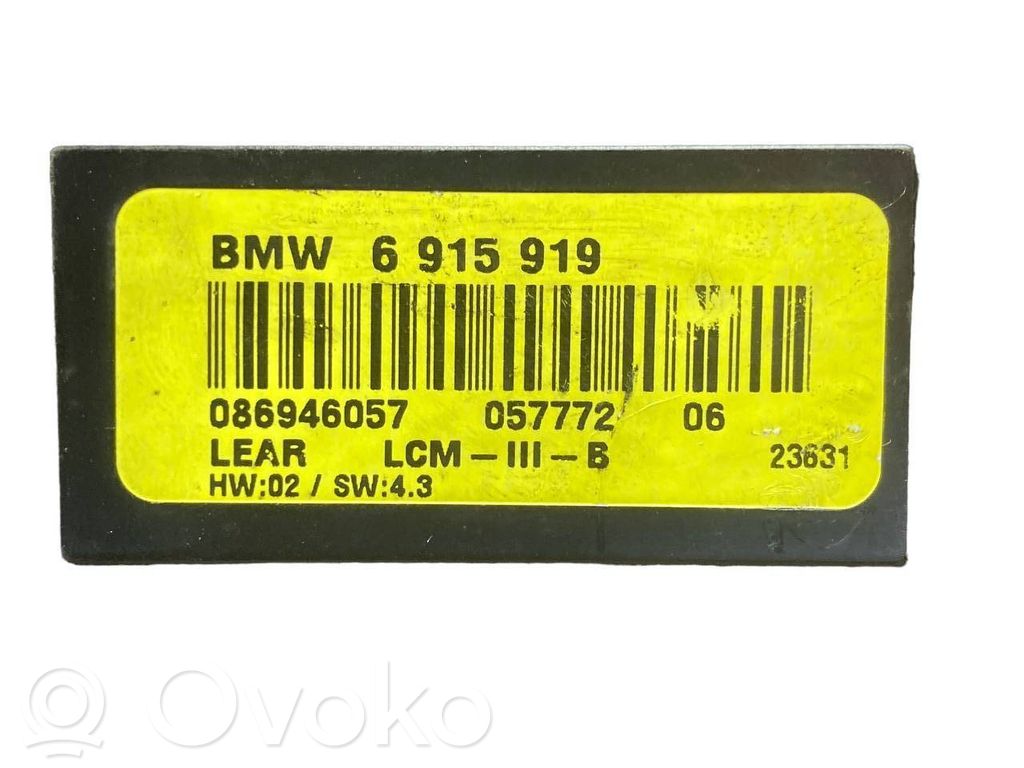 BMW 6 915 919
086946057 057772 06
LEAR LCM-III-B 23631
HW:02 / SW:4.3
Ovoko